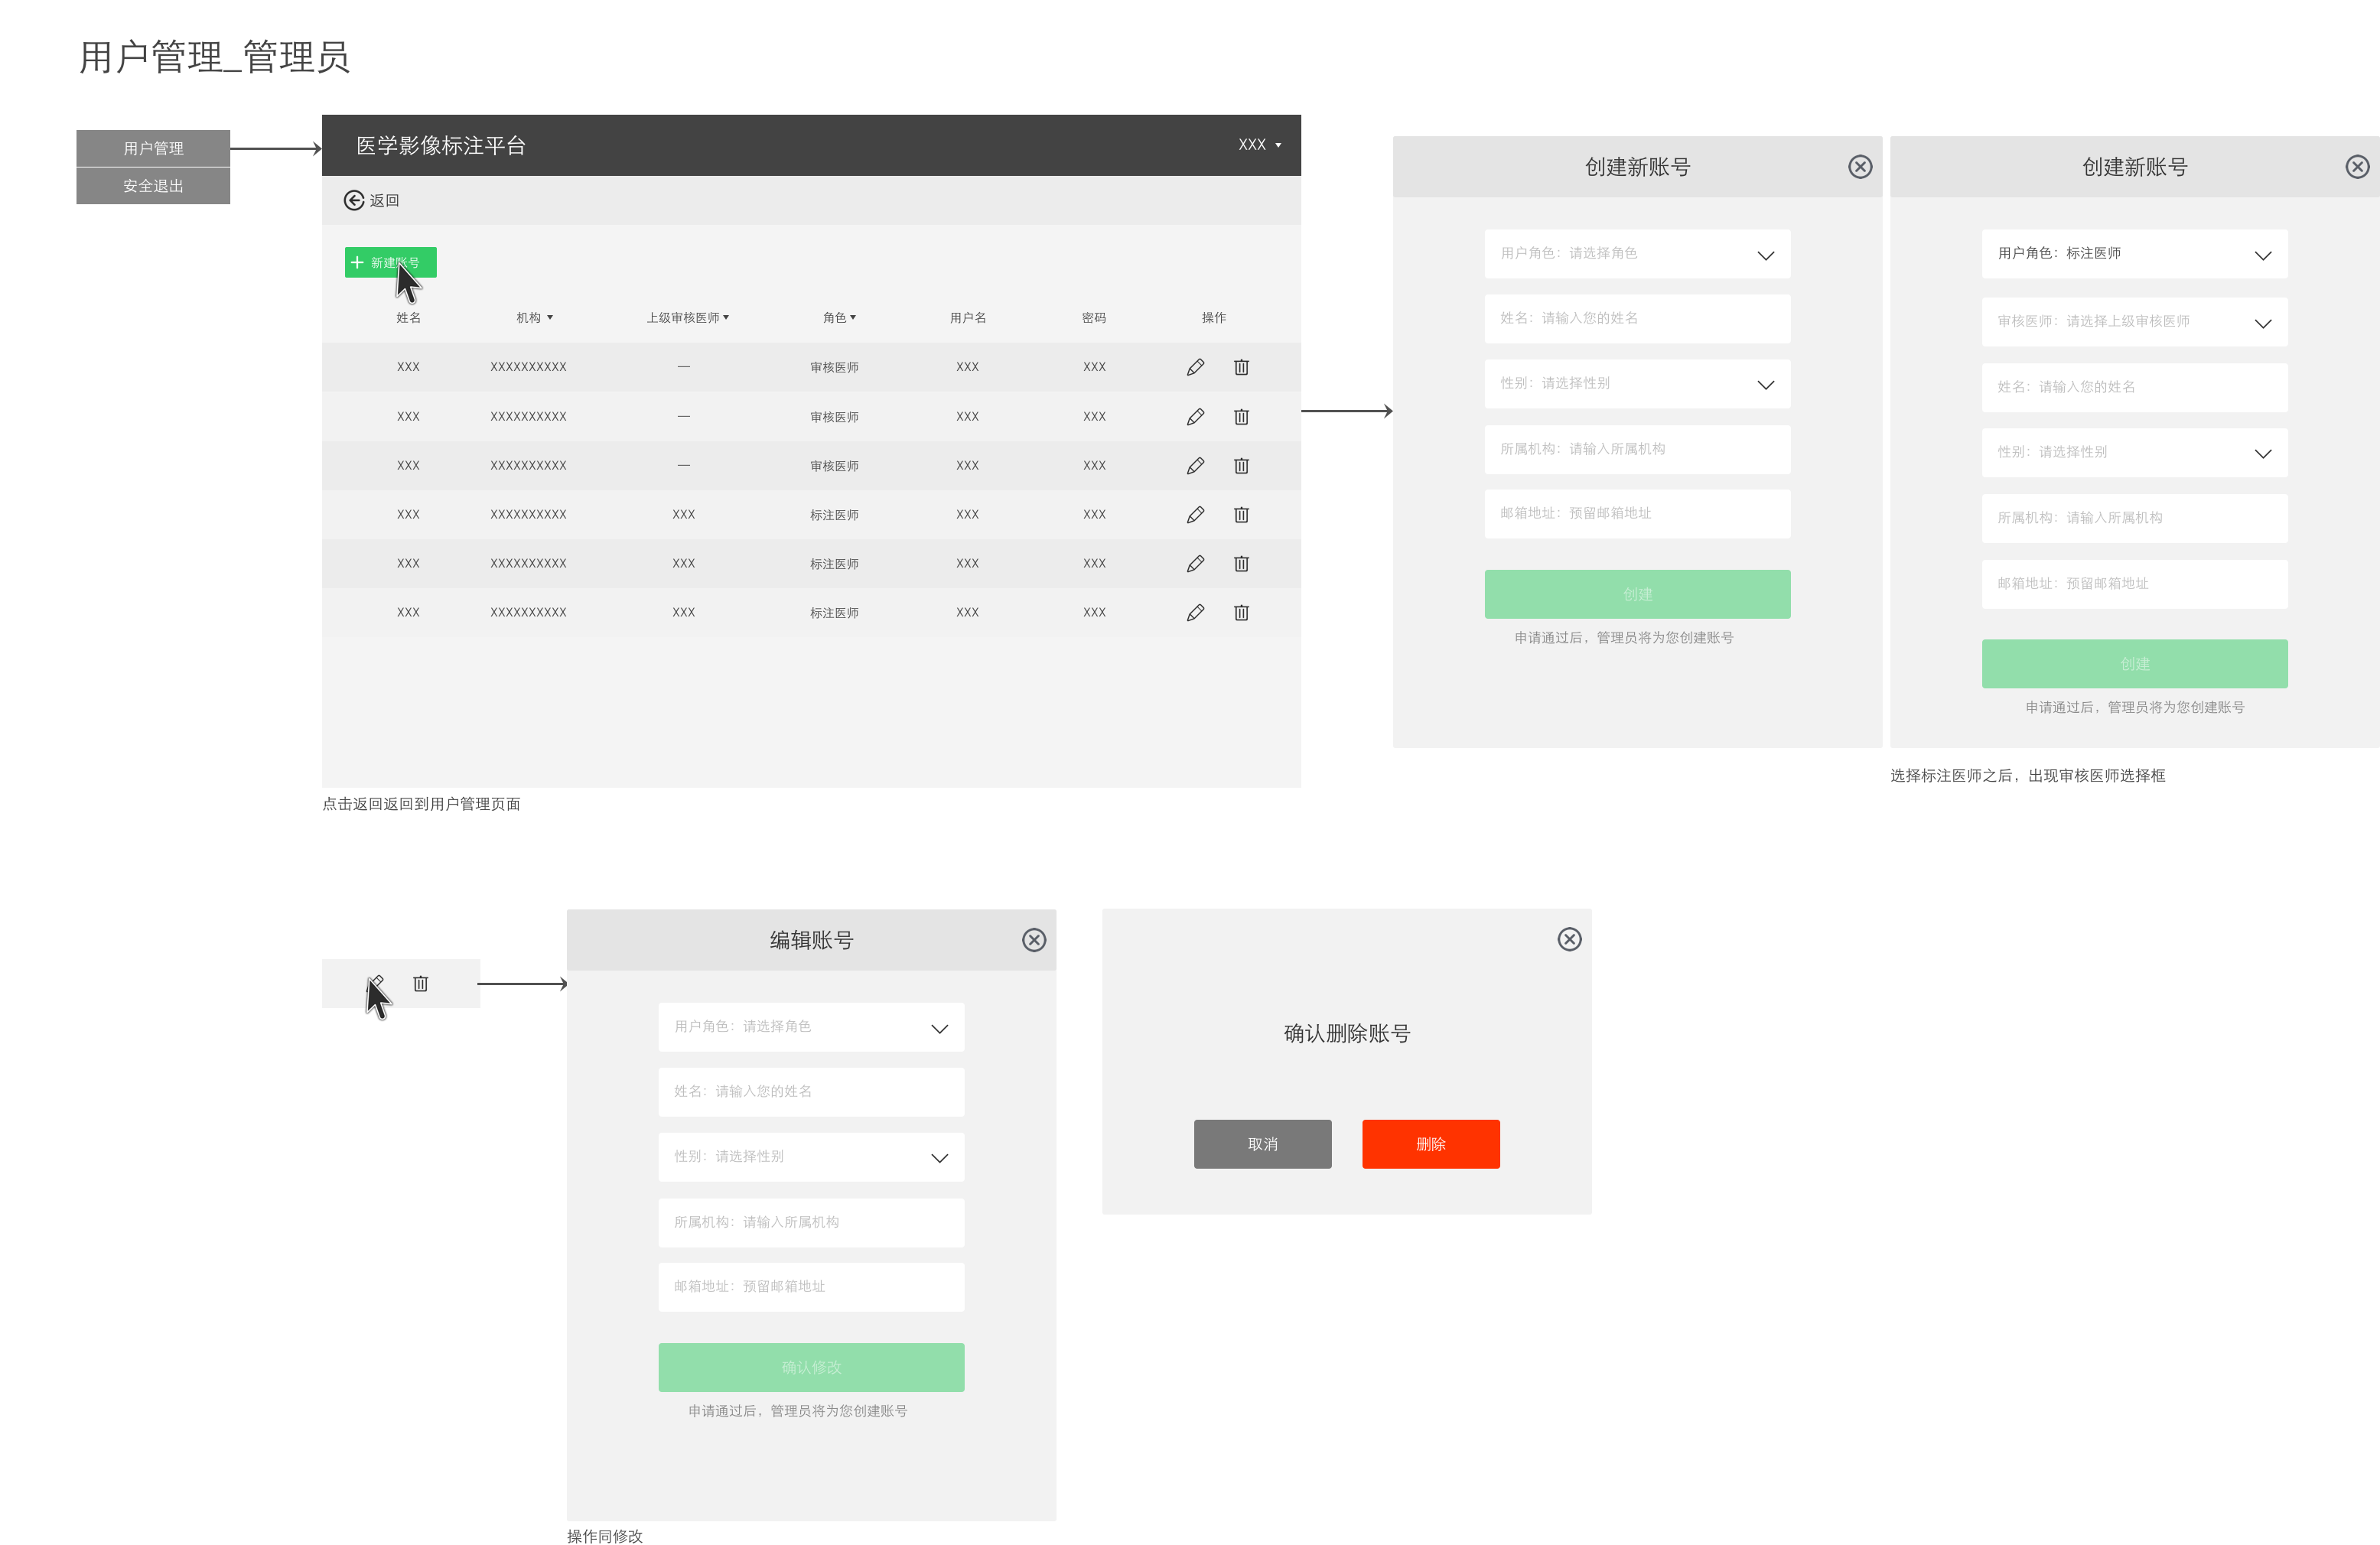 用户管理_管理员
用户管理
安全退出
医学影像标注平台 XXX
返回
新建账号
姓名 机构 上级审核医师 角色 用户名 密码 操作
XXX XXXXXXXXXX — 审核医师 XXX XXX
XXX XXXXXXXXXX — 审核医师 XXX XXX
XXX XXXXXXXXXX — 审核医师 XXX XXX
XXX XXXXXXXXXX XXX 标注医师 XXX XXX
XXX XXXXXXXXXX XXX 标注医师 XXX XXX
XXX XXXXXXXXXX XXX 标注医师 XXX XXX
点击返回返回到用户管理页面
创建新账号
用户角色：请选择角色
姓名：请输入您的姓名
性别：请选择性别
所属机构：请输入所属机构
邮箱地址：预留邮箱地址
创建
申请通过后，管理员将为您创建账号
创建新账号
用户角色：标注医师
审核医师：请选择上级审核医师
姓名：请输入您的姓名
性别：请选择性别
所属机构：请输入所属机构
邮箱地址：预留邮箱地址
创建
申请通过后，管理员将为您创建账号
选择标注医师之后，出现审核医师选择框
编辑账号
用户角色：请选择角色
姓名：请输入您的姓名
性别：请选择性别
所属机构：请输入所属机构
邮箱地址：预留邮箱地址
确认修改
申请通过后，管理员将为您创建账号
操作同修改
确认删除账号
取消 删除